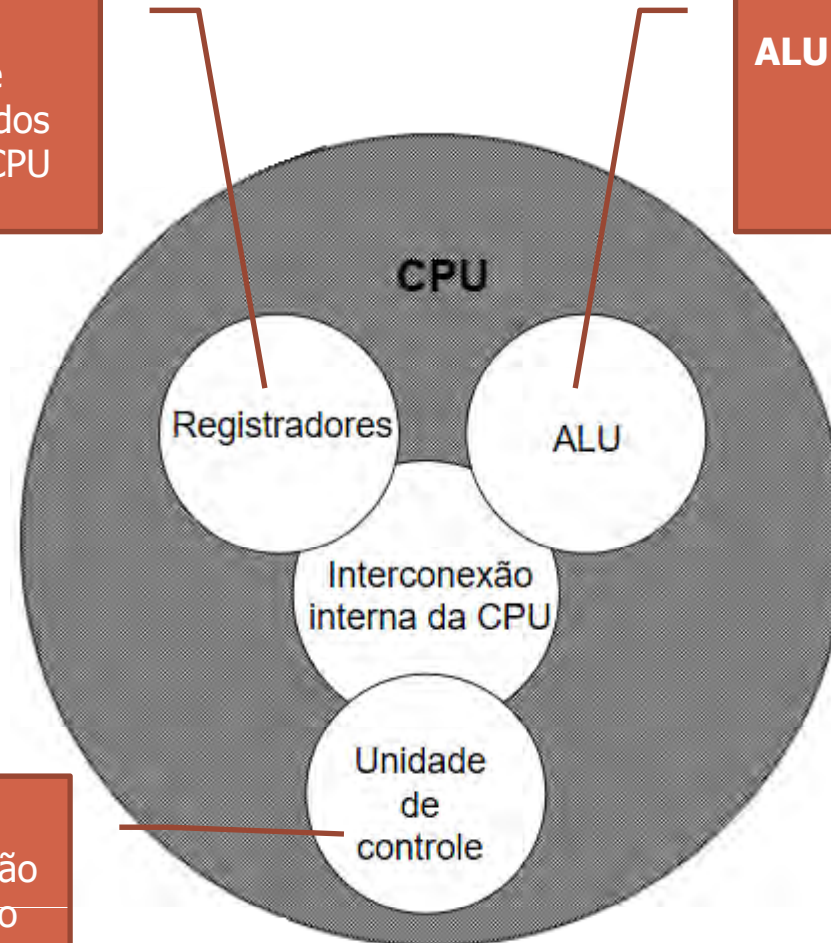 dos
CPU
ALU
CPU
Registradores
ALU
Interconexão
interna da CPU
Unidade
de
controle
ão
o